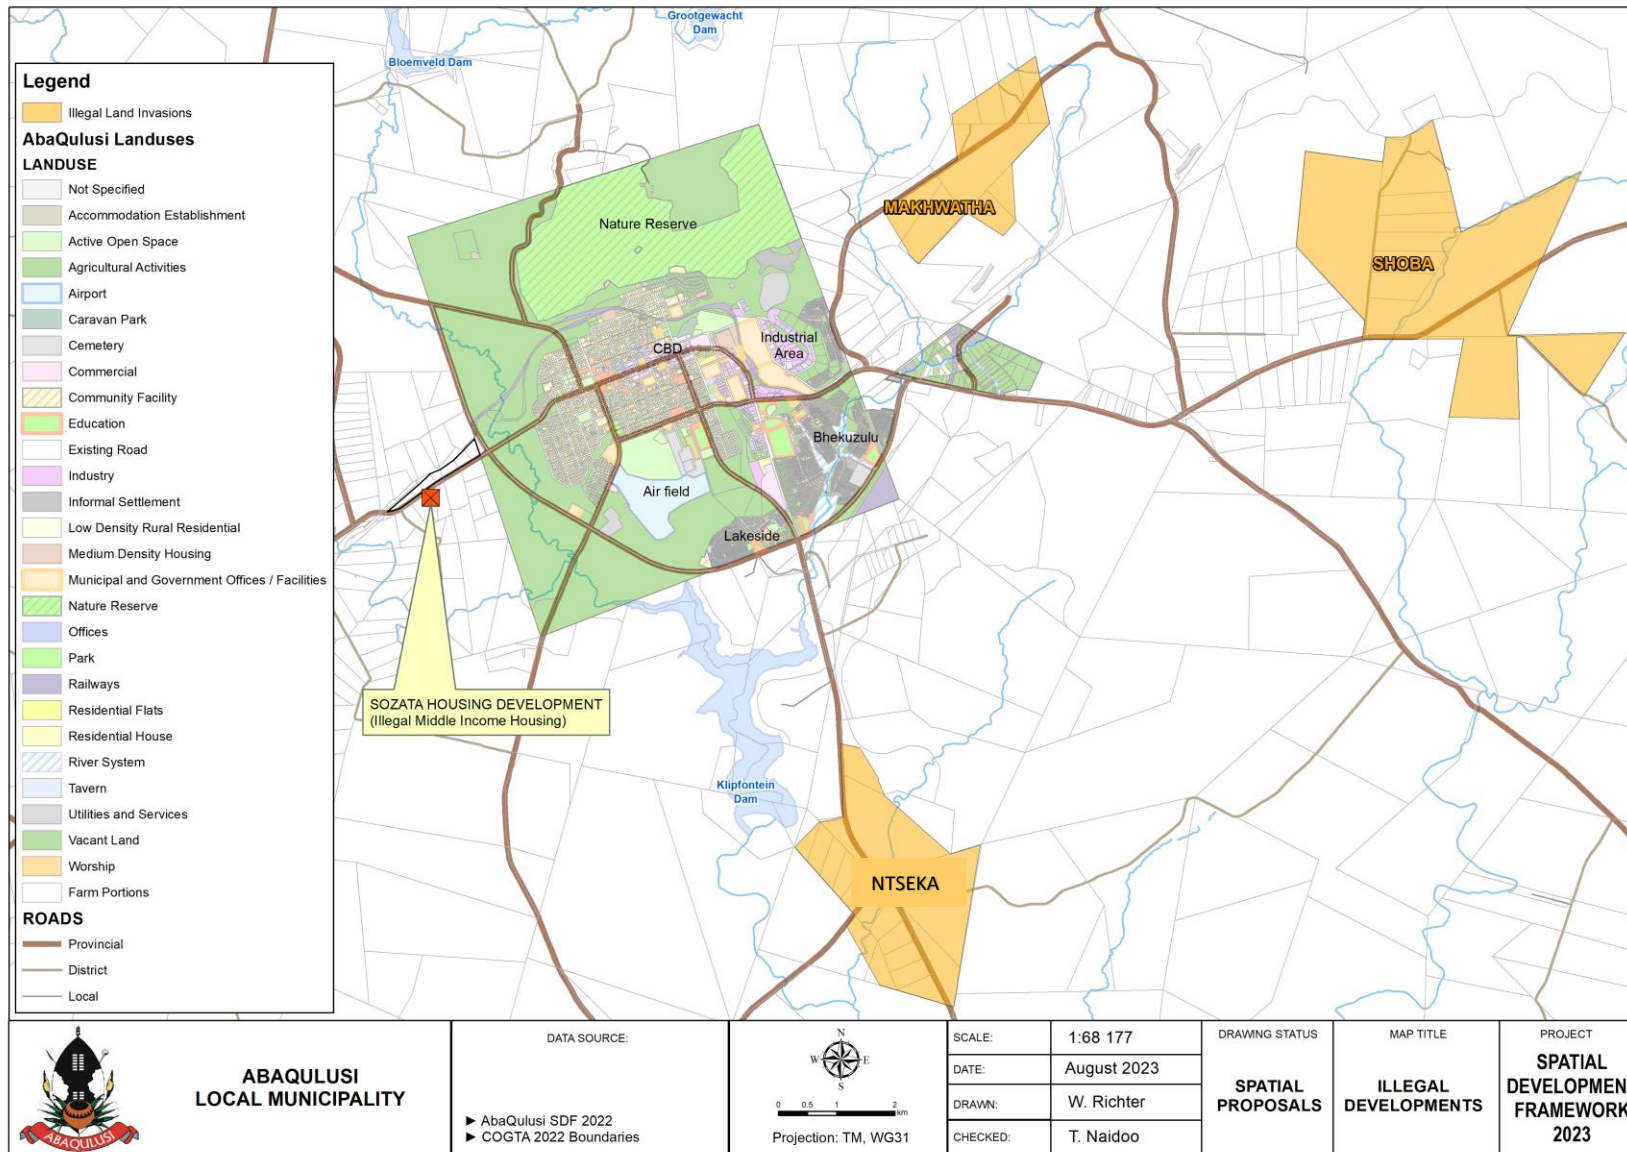 Legend
Illegal Land Invasions
AbaQulusi Landuses
LANDUSE
Not Specified
Accommodation Establishment
Active Open Space
Agricultural Activities
Airport
Caravan Park
Cemetery
Commercial
Community Facility
Education
Existing Road
Industry
Informal Settlement
Low Density Rural Residential
Medium Density Housing
Municipal and Government Offices / Facilities
Nature Reserve
Offices
Park
Railways
Residential Flats
Residential House
River System
Tavern
Utilities and Services
Vacant Land
Worship
Farm Portions
ROADS
Provincial
District
Local
Grootgewacht
Dam
Bloemveld Dam
Nature Reserve
MAKHWATHA
SHOBA
CBD
Industrial
Area
Bhekuzulu
Air field
Lakeside
SOZATA HOUSING DEVELOPMENT
(Illegal Middle Income Housing)
Klipfontein
Dam
NTSEKA
ABAQULUSI
ABAQULUSI
LOCAL MUNICIPALITY
DATA SOURCE:
► AbaQulusi SDF 2022
► COGTA 2022 Boundaries
N
W E
S
0 0.5 1 2
km
Projection: TM, WG31
SCALE: 1:68 177
DATE: August 2023
DRAWN: W. Richter
CHECKED: T. Naidoo
DRAWING STATUS
SPATIAL
PROPOSALS
MAP TITLE
ILLEGAL
DEVELOPMENTS
PROJECT
SPATIAL
DEVELOPMEN
FRAMEWORK
2023